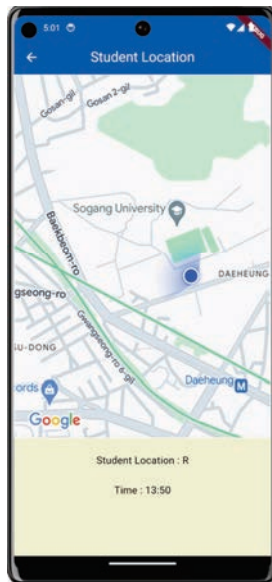 5:01
Student Location
Gosan-gil
Gosan 2-gil
Sogang University
Baekbeom-ro
DAEHEUNG
gseong-ro
Gwangseong-ro 6-gil
SU-DONG
Daeheung
M
ords
Google
Student Location : R
Time : 13:50